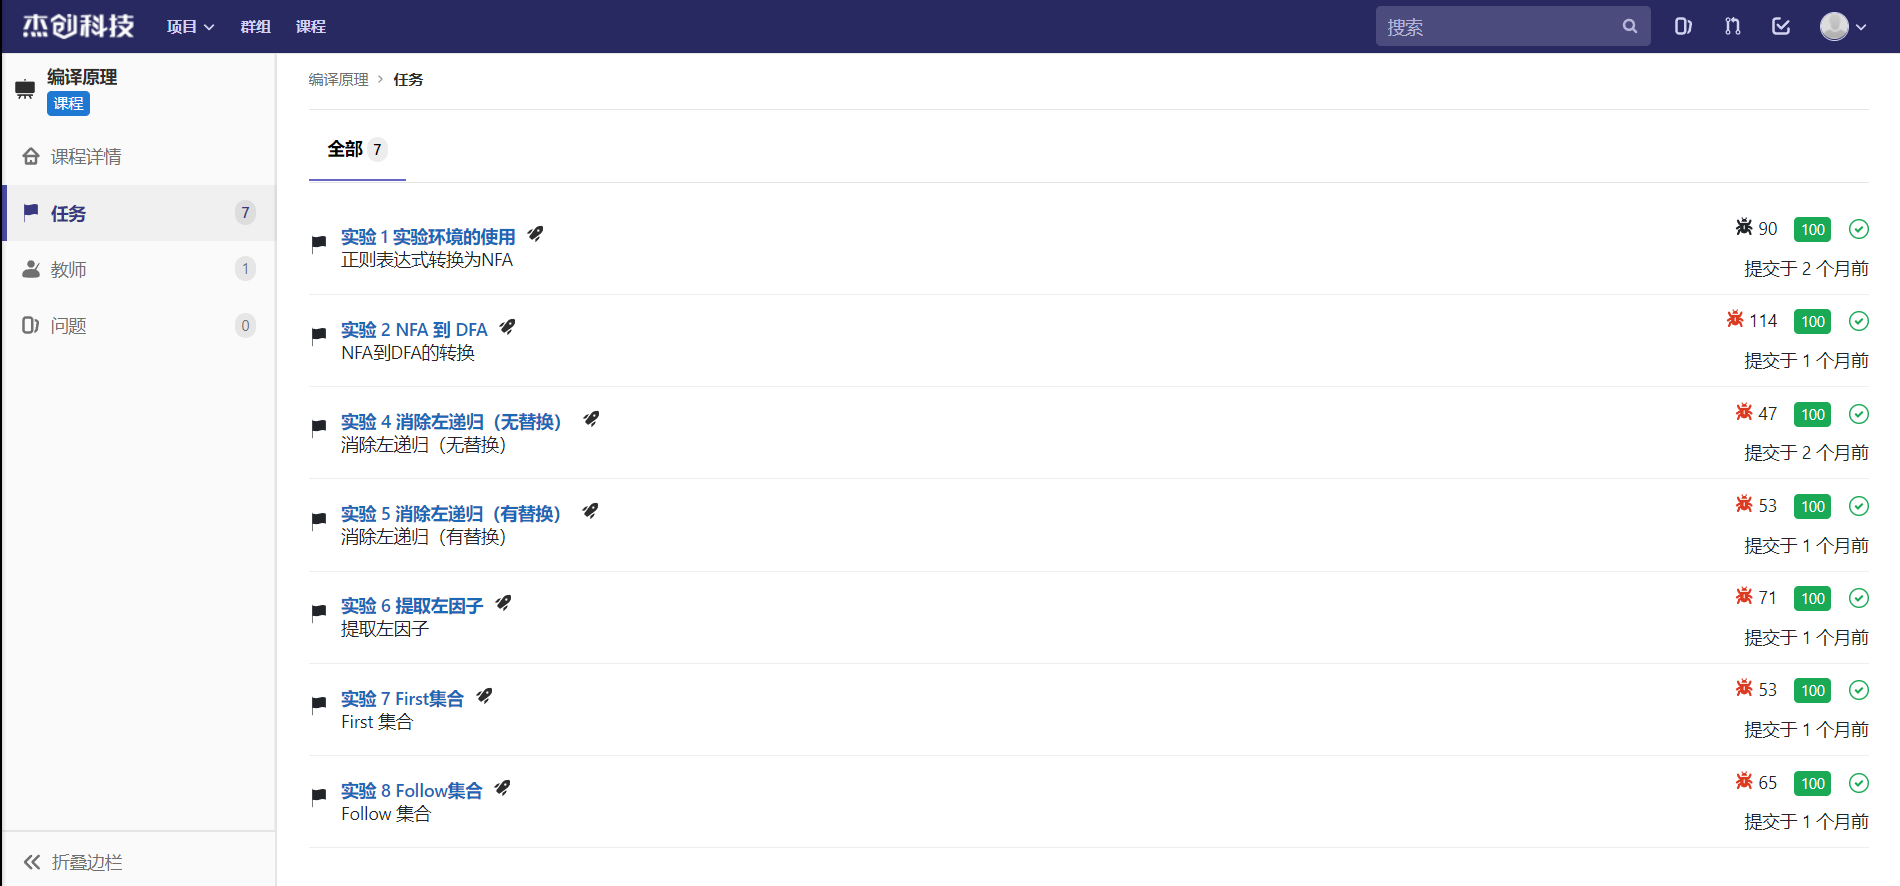 杰创科技 项目 群组 课程 搜索
编译原理
课程
课程详情
任务 7
教师 1
问题 0
折叠边栏
编译原理 › 任务
全部 7
实验 1 实验环境的使用 90 100
正则表达式转换为NFA 提交于 2 个月前
实验 2 NFA 到 DFA 114 100
NFA到DFA的转换 提交于 1 个月前
实验 4 消除左递归（无替换） 47 100
消除左递归（无替换） 提交于 2 个月前
实验 5 消除左递归（有替换） 53 100
消除左递归（有替换） 提交于 1 个月前
实验 6 提取左因子 71 100
提取左因子 提交于 1 个月前
实验 7 First集合 53 100
First 集合 提交于 1 个月前
实验 8 Follow集合 65 100
Follow 集合 提交于 1 个月前